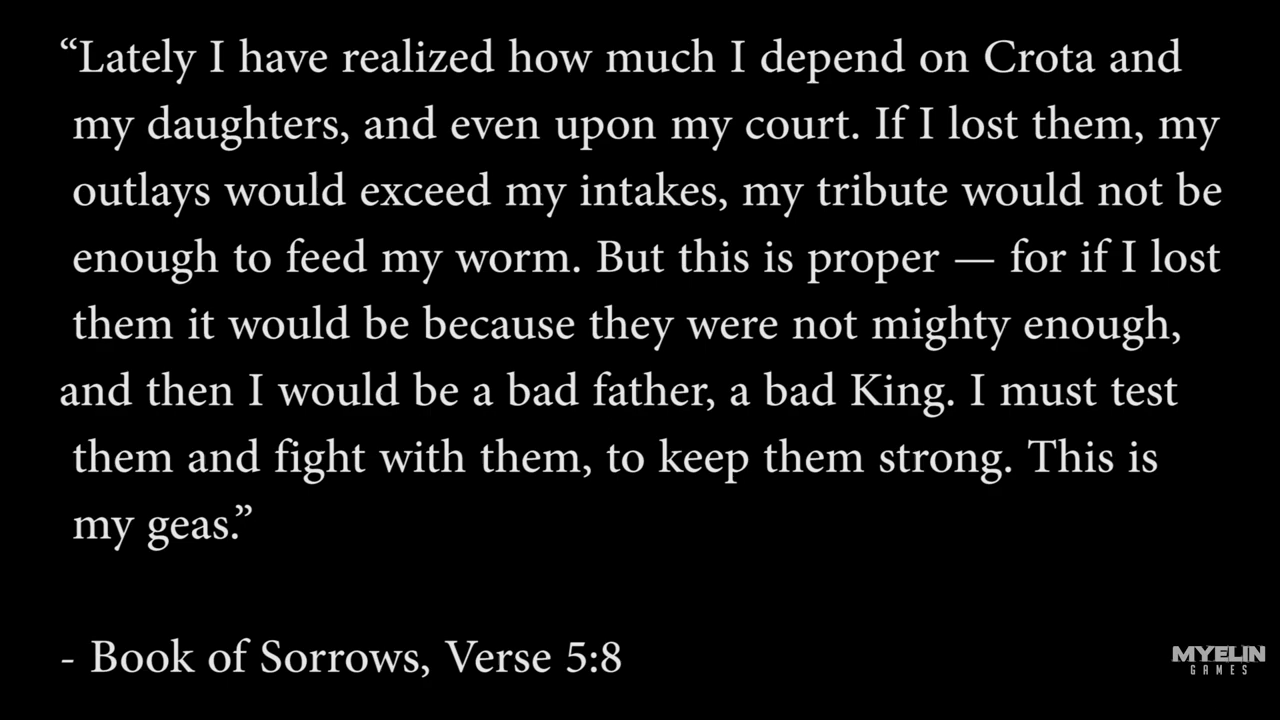 “Lately I have realized how much I depend on Crota and
my daughters, and even upon my court. If I lost them, my
outlays would exceed my intakes, my tribute would not be
enough to feed my worm. But this is proper — for if I lost
them it would be because they were not mighty enough,
and then I would be a bad father, a bad King. I must test
them and fight with them, to keep them strong. This is
my geas.”
- Book of Sorrows, Verse 5:8
MYELIN
GAMES